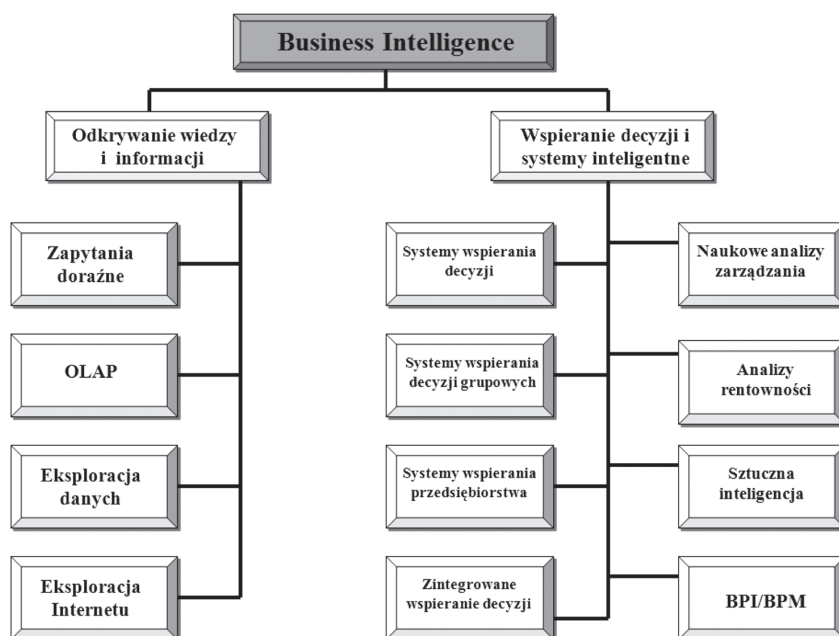 Business Intelligence
Odkrywanie wiedzy
i informacji
Zapytania
doraźne
OLAP
Eksploracja
danych
Eksploracja
Internetu
Wspieranie decyzji i
systemy inteligentne
Systemy wspierania
decyzji
Systemy wspierania
decyzji grupowych
Systemy wspierania
przedsiębiorstwa
Zintegrowane
wspieranie decyzji
Naukowe analizy
zarządzania
Analizy
rentowności
Sztuczna
inteligencja
BPI/BPM